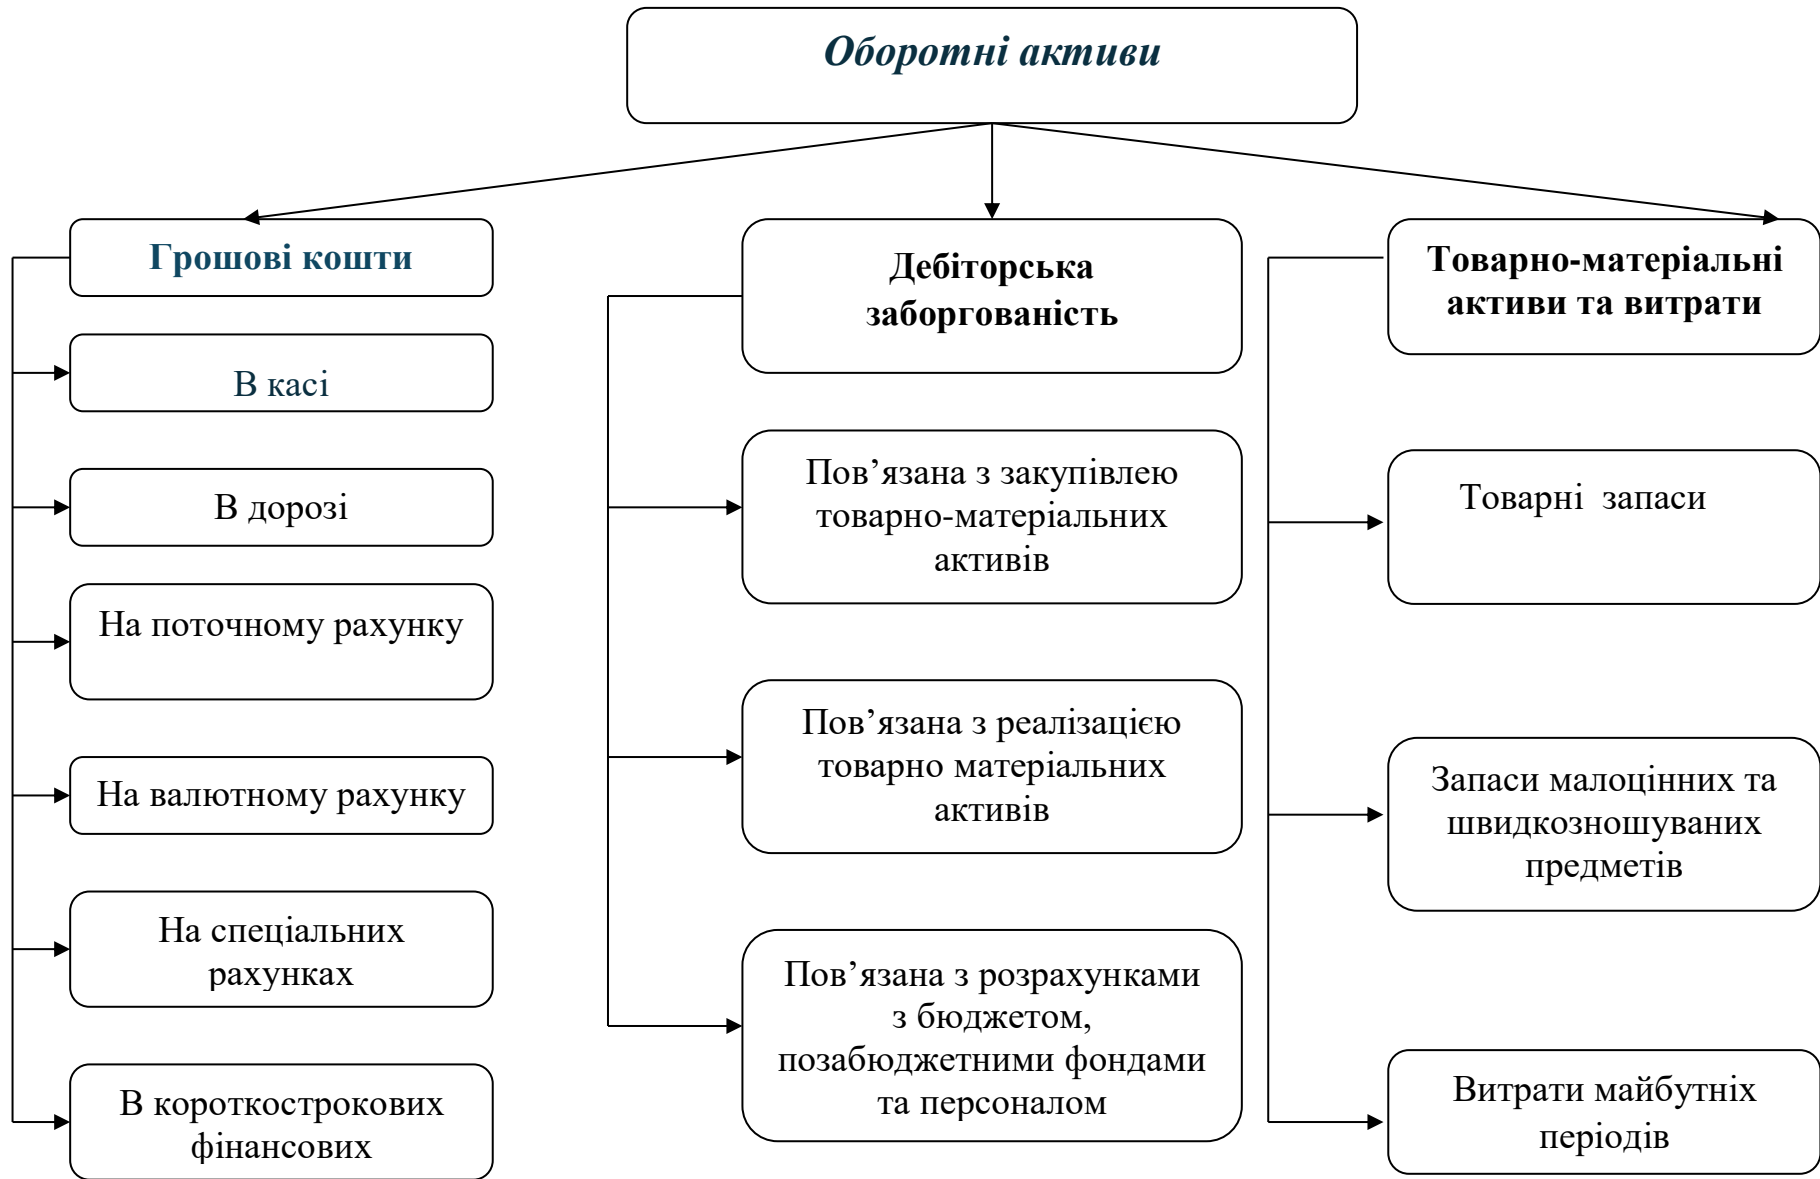 Оборотні активи
Грошові кошти
В касі
В дорозі
На поточному рахунку
На валютному рахунку
На спеціальних
рахунках
В короткострокових
фінансових
Дебіторська
заборгованість
Пов’язана з закупівлею
товарно-матеріальних
активів
Пов’язана з реалізацією
товарно матеріальних
активів
Пов’язана з розрахунками
з бюджетом,
позабюджетними фондами
та персоналом
Товарно-матеріальні
активи та витрати
Товарні запаси
Запаси малоцінних та
швидкозношуваних
предметів
Витрати майбутніх
періодів